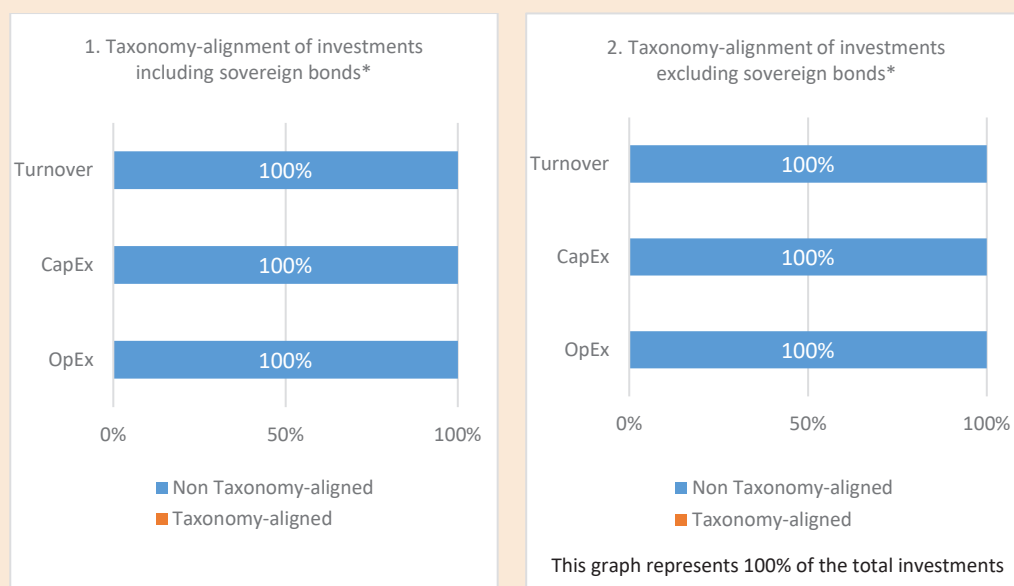 1. Taxonomy-alignment of investments
including sovereign bonds*
Turnover
100%
CapEx
100%
OpEx
100%
0%
50%
100%
Non Taxonomy-aligned
Taxonomy-aligned
2. Taxonomy-alignment of investments
excluding sovereign bonds*
Turnover
100%
CapEx
100%
OpEx
100%
0%
50%
100%
Non Taxonomy-aligned
Taxonomy-aligned
This graph represents 100% of the total investments